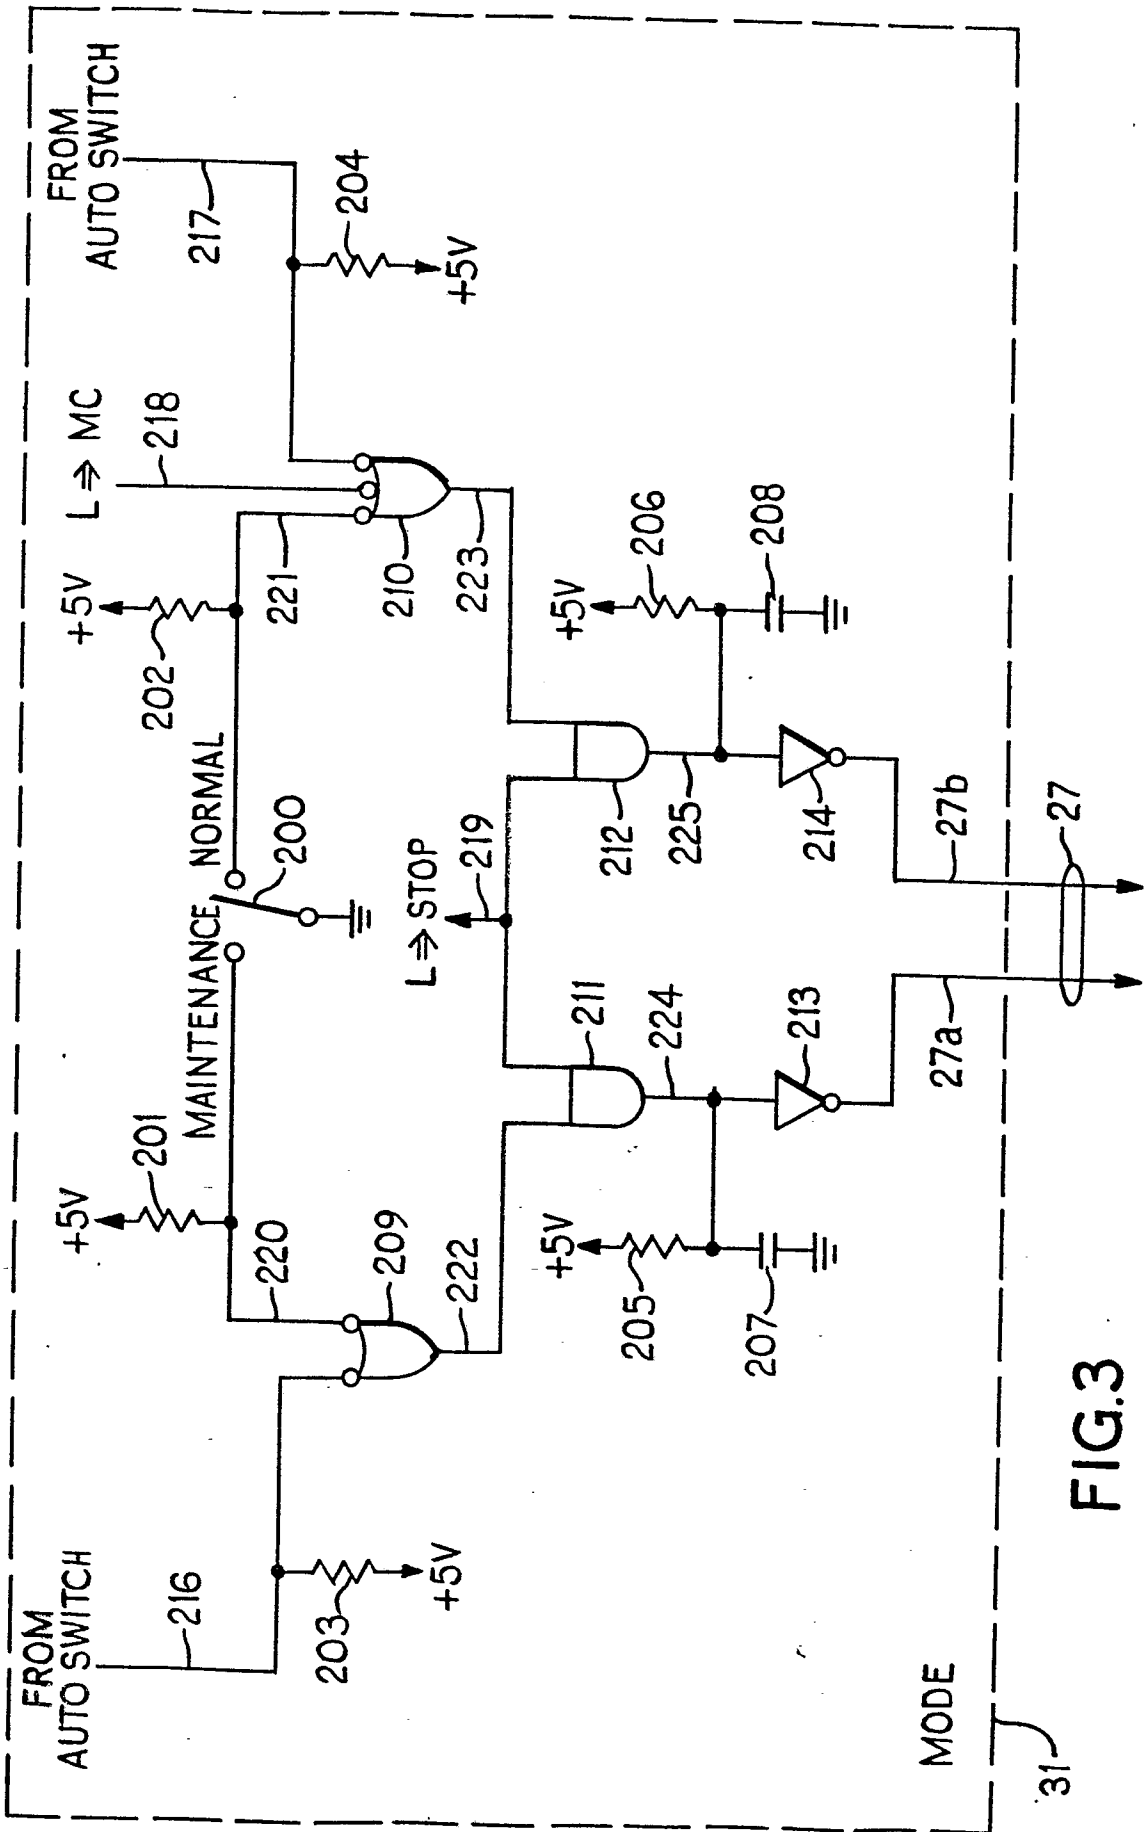 FROM
AUTO SWITCH
216
203
+5V
+5V
201
220
209
222
MAINTENANCE
NORMAL
200
+5V
202
221
L⇒ MC
218
210
223
FROM
AUTO SWITCH
217
204
+5V
L⇒ STOP
219
211
224
+5V
205
207
213
212
225
+5V
206
208
214
27a
27b
27
MODE
31
FIG.3